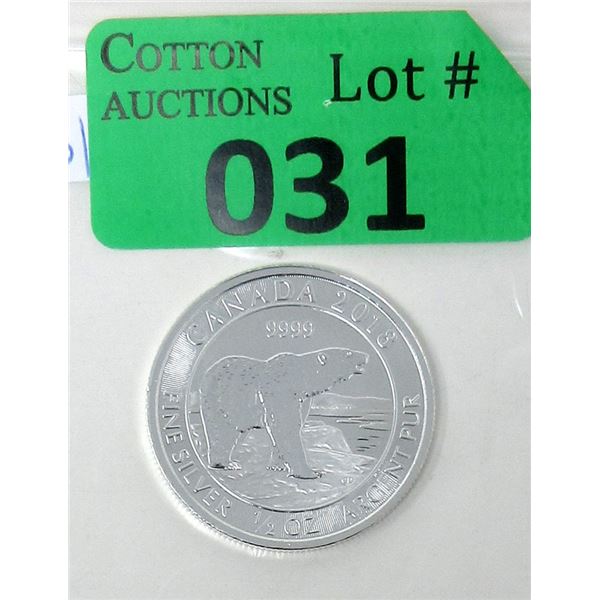 COTTON
AUCTIONS
Lot #
031
CANADA 2018
9999
FINE SILVER 1/2 OZ ARGENT PUR